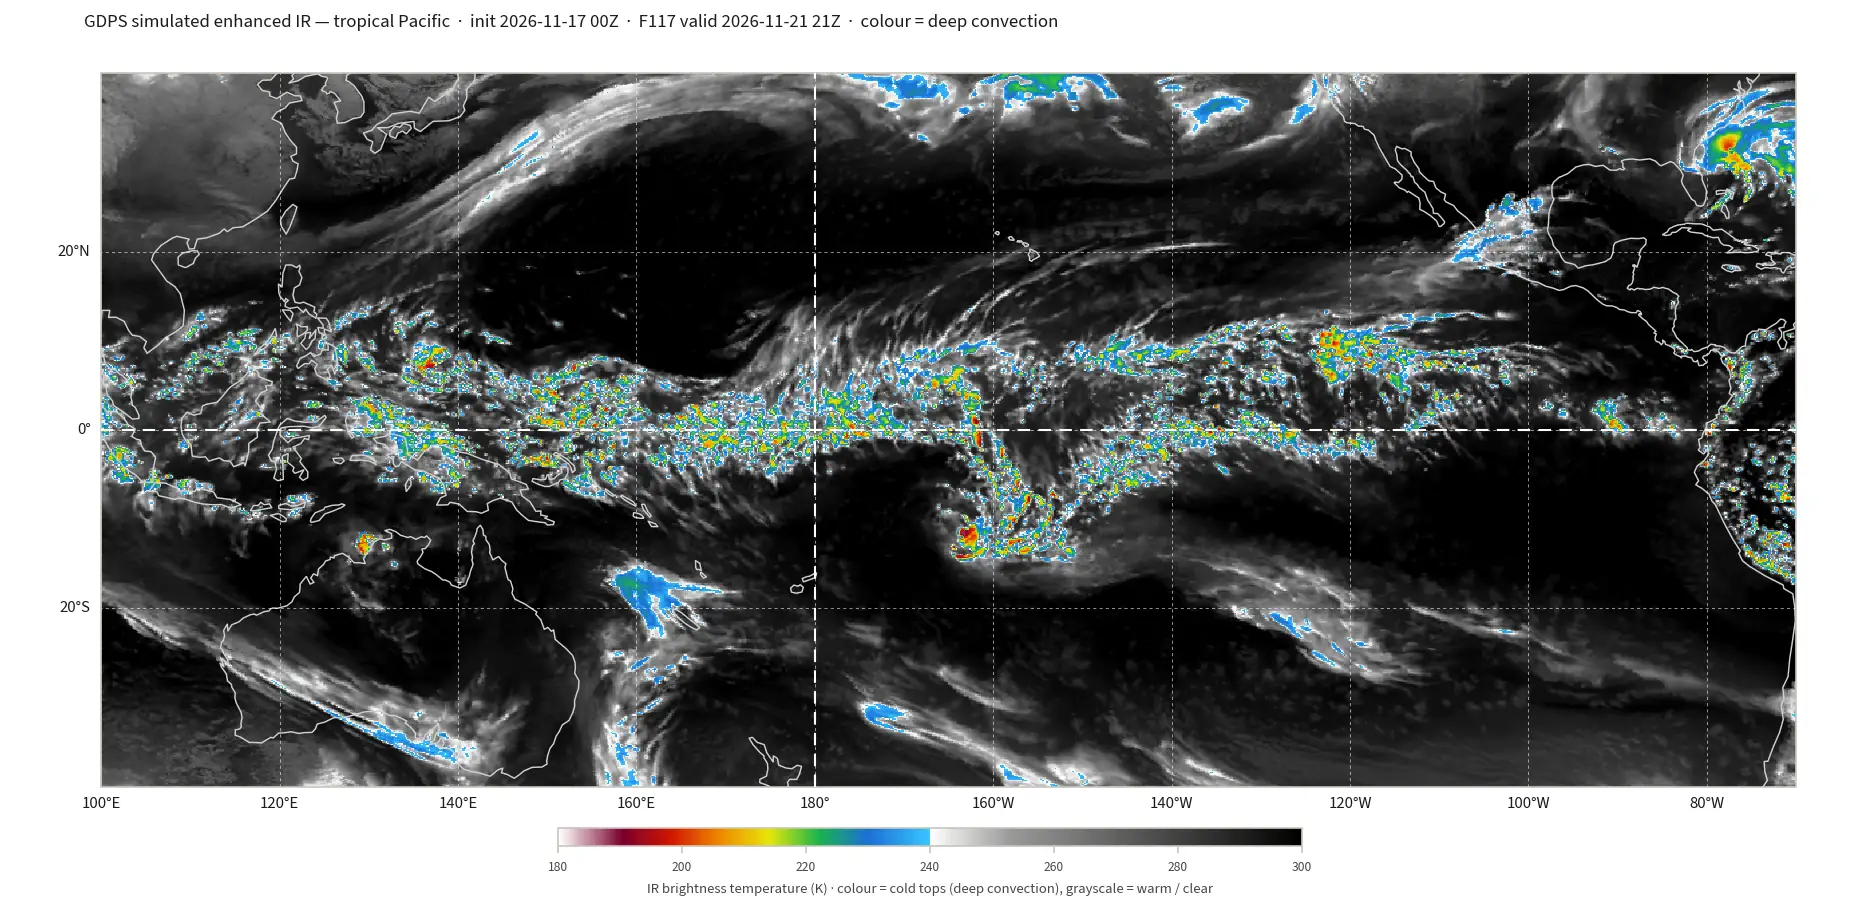 GDPS simulated enhanced IR — tropical Pacific · init 2026-11-17 00Z · F117 valid 2026-11-21 21Z · colour = deep convection
20°N
0°
20°S
100°E 120°E 140°E 160°E 180° 160°W 140°W 120°W 100°W 80°W
180 200 220 240 260 280 300
IR brightness temperature (K) · colour = cold tops (deep convection), grayscale = warm / clear